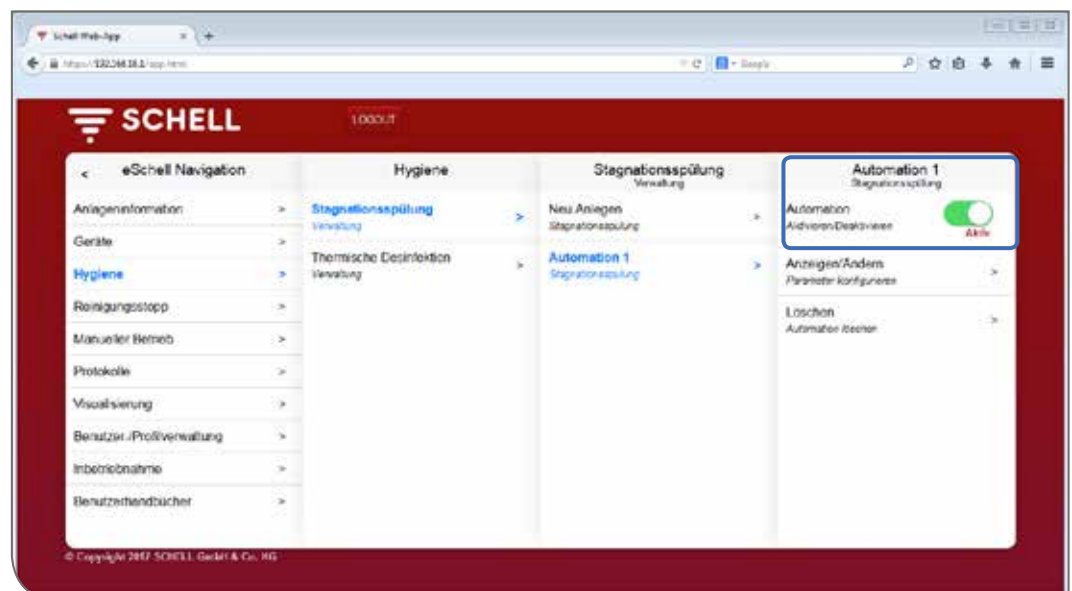 Schell Web-App
SCHELL
LOGOUT
< eSchell Navigation
Anlageninformation >
Geräte >
Hygiene >
Reinigungsstopp >
Manueller Betrieb >
Protokolle >
Visualisierung >
Benutzer-/Profilverwaltung >
Inbetriebnahme >
Benutzerhandbücher >
Hygiene
Stagnationsspülung >
Verwaltung
Thermische Desinfektion >
Verwaltung
Stagnationsspülung
Verwaltung
Neu Anlegen >
Stagnationsspülung
Automation 1 >
Stagnationsspülung
Automation 1
Stagnationsspülung
Automation
Aktivieren/Deaktivieren
Aktiv
Anzeigen/Ändern >
Parameter konfigurieren
Löschen >
Automation löschen
© Copyright 2017 SCHELL GmbH & Co. KG